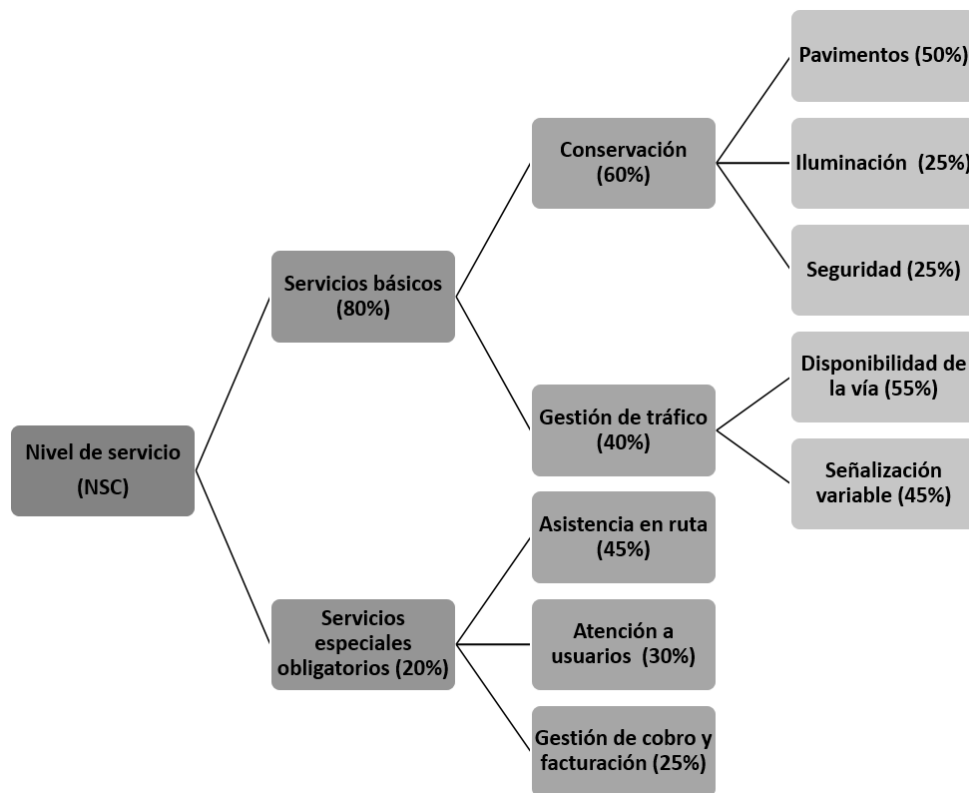 Nivel de servicio
(NSC)
Servicios básicos
(80%)
Servicios
especiales
obligatorios (20%)
Conservación
(60%)
Gestión de tráfico
(40%)
Asistencia en ruta
(45%)
Atención a
usuarios (30%)
Gestión de cobro y
facturación (25%)
Pavimentos (50%)
Iluminación (25%)
Seguridad (25%)
Disponibilidad de
la vía (55%)
Señalización
variable (45%)